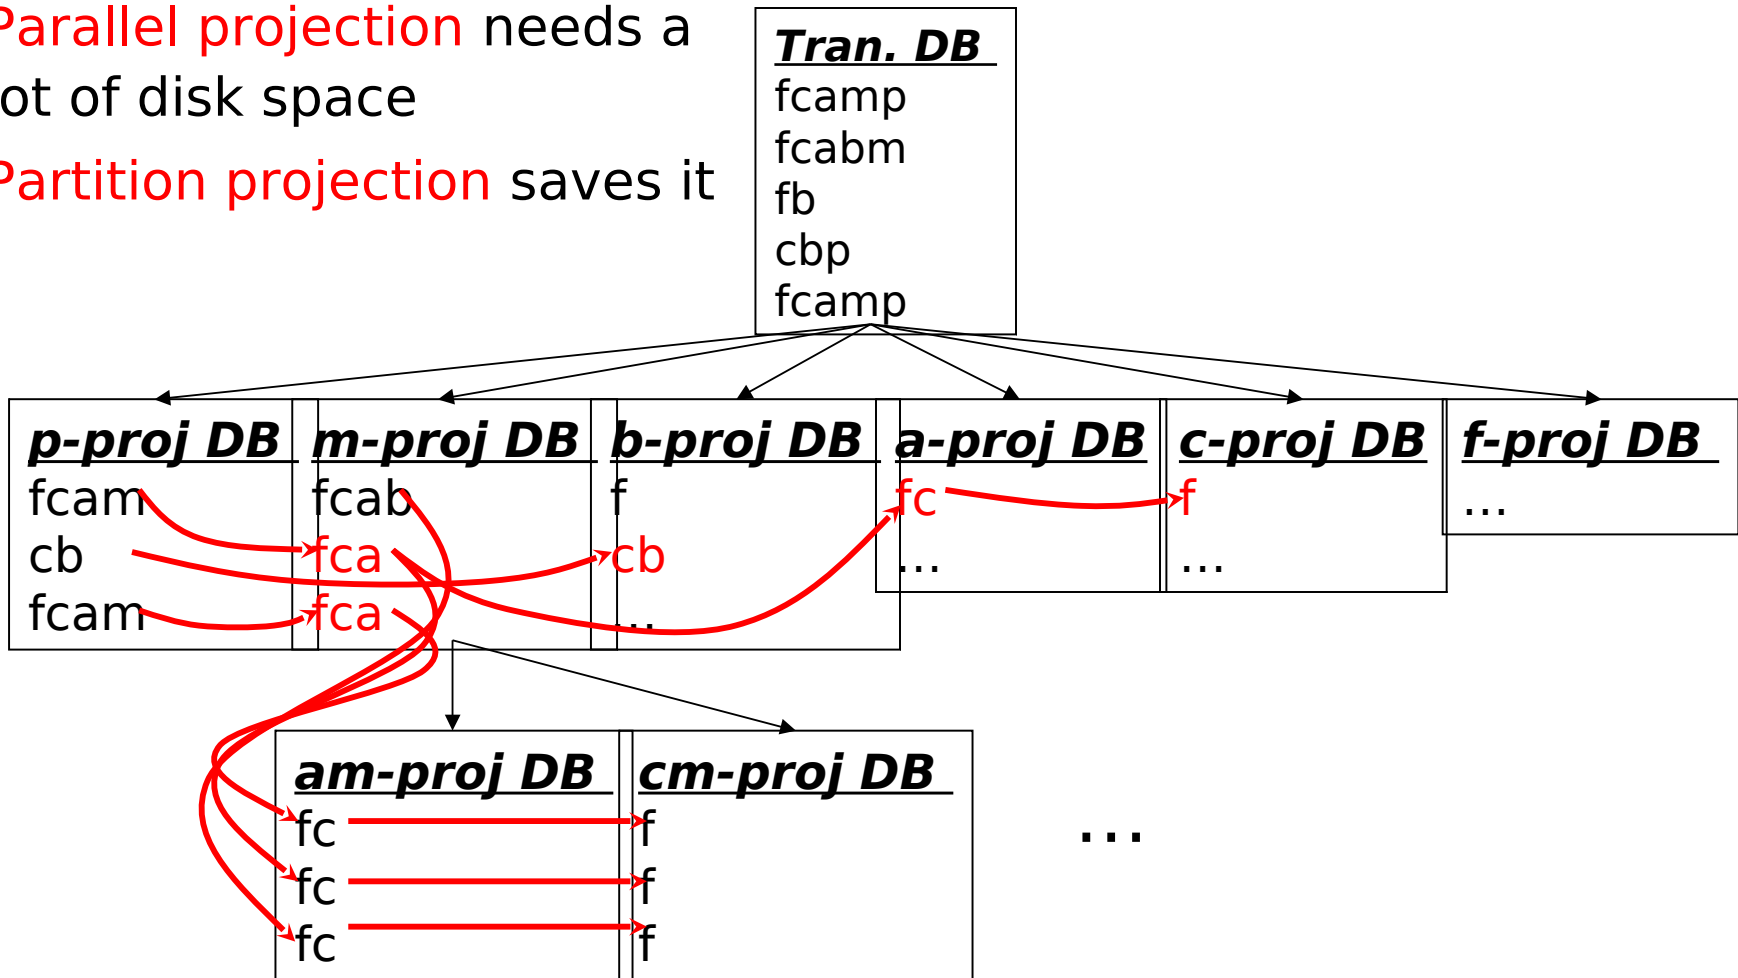 Parallel projection needs a
ot of disk space
Partition projection saves it
Tran. DB
fcamp
fcabm
fb
cbp
fcamp
p-proj DB
fcam
cb
fcam
m-proj DB
fcab
fca
fca
b-proj DB
f
cb
...
a-proj DB
fc
...
c-proj DB
f
...
f-proj DB
...
am-proj DB
fc
fc
fc
cm-proj DB
f
f
f
...